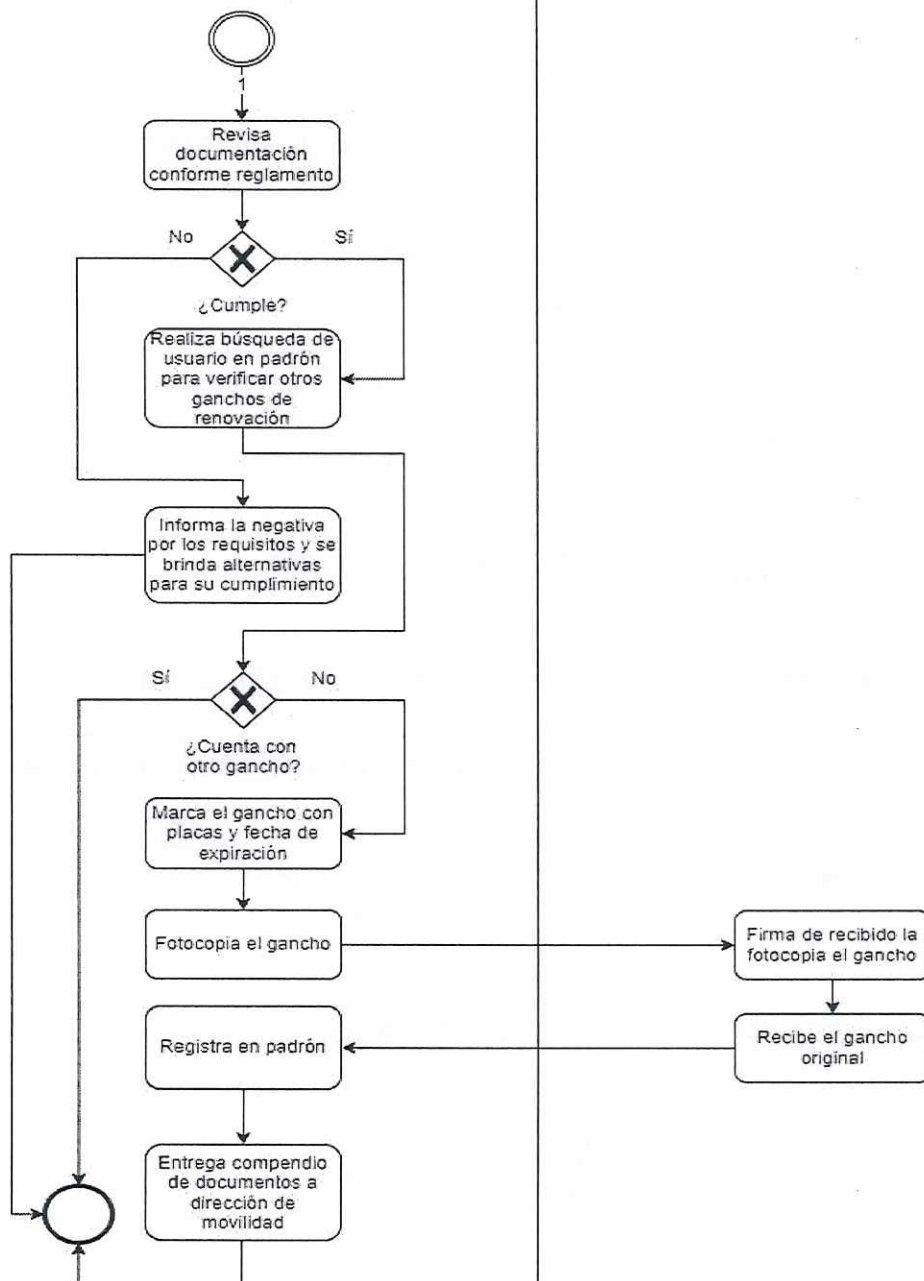 1
Revisa
documentación
conforme reglamento
No
Sí
¿Cumple?
Realiza búsqueda de
usuario en padrón
para verificar otros
ganchos de
renovación
Informa la negativa
por los requisitos y se
brinda alternativas
para su cumplimiento
Sí
No
¿Cuenta con
otro gancho?
Marca el gancho con
placas y fecha de
expiración
Fotocopia el gancho
Firma de recibido la
fotocopia el gancho
Recibe el gancho
original
Registra en padrón
Entrega compendio
de documentos a
dirección de
movilidad